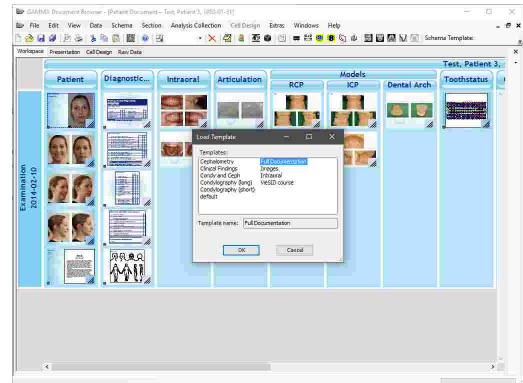 GAMMA Document Browser - [Patient Document - Test, Patient 3, 1980-01-31]
File Edit View Data Schema Section Analysis Collection Cell Design Extras Windows Help
Schema Template:
Workspace Presentation Cell Design Raw Data
Test, Patient 3,
Patient Diagnostic... Intraoral Articulation Models Toothstatus
RCP ICP Dental Arch
Examination
2014-02-10
Load Template
Templates:
Cephalometry Full Documentation
Clinical Findings Images
Condy and Ceph Intraoral
Condylography (long) VieSID course
Condylography (short)
default
Template name: Full Documentation
OK Cancel